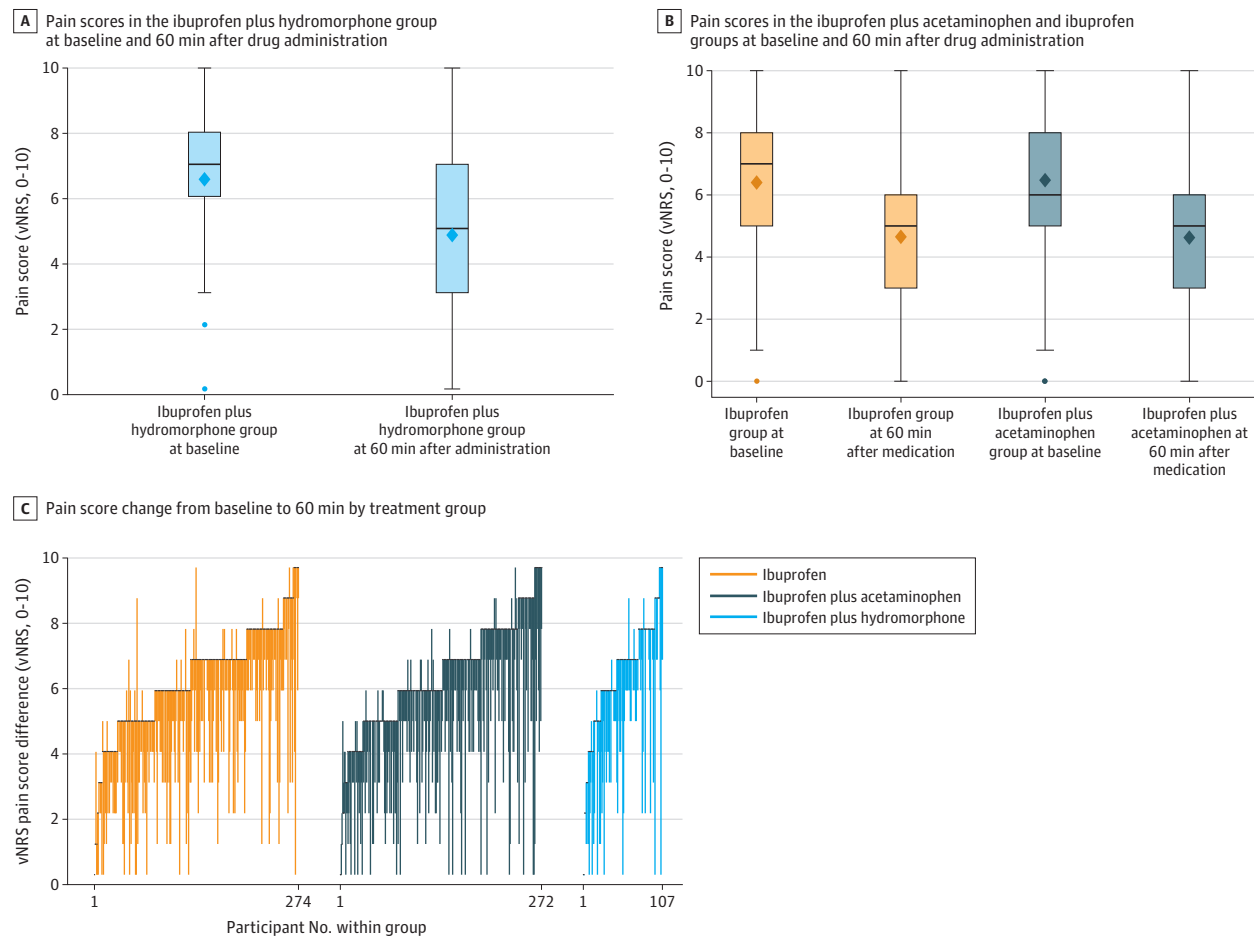 A Pain scores in the ibuprofen plus hydromorphone group
at baseline and 60 min after drug administration
10
8
6
4
2
0
Pain score (vNRS, 0-10)
Ibuprofen plus
hydromorphone group
at baseline
Ibuprofen plus
hydromorphone group
at 60 min after administration
B Pain scores in the ibuprofen plus acetaminophen and ibuprofen
groups at baseline and 60 min after drug administration
10
8
6
4
2
0
Pain score (vNRS, 0-10)
Ibuprofen
group at
baseline
Ibuprofen group
at 60 min
after medication
Ibuprofen plus
acetaminophen
group at baseline
Ibuprofen plus
acetaminophen at
60 min after
medication
C Pain score change from baseline to 60 min by treatment group
10
8
6
4
2
0
vNRS pain score difference (vNRS, 0-10)
1
274
1
272
1
107
Participant No. within group
Ibuprofen
Ibuprofen plus acetaminophen
Ibuprofen plus hydromorphone